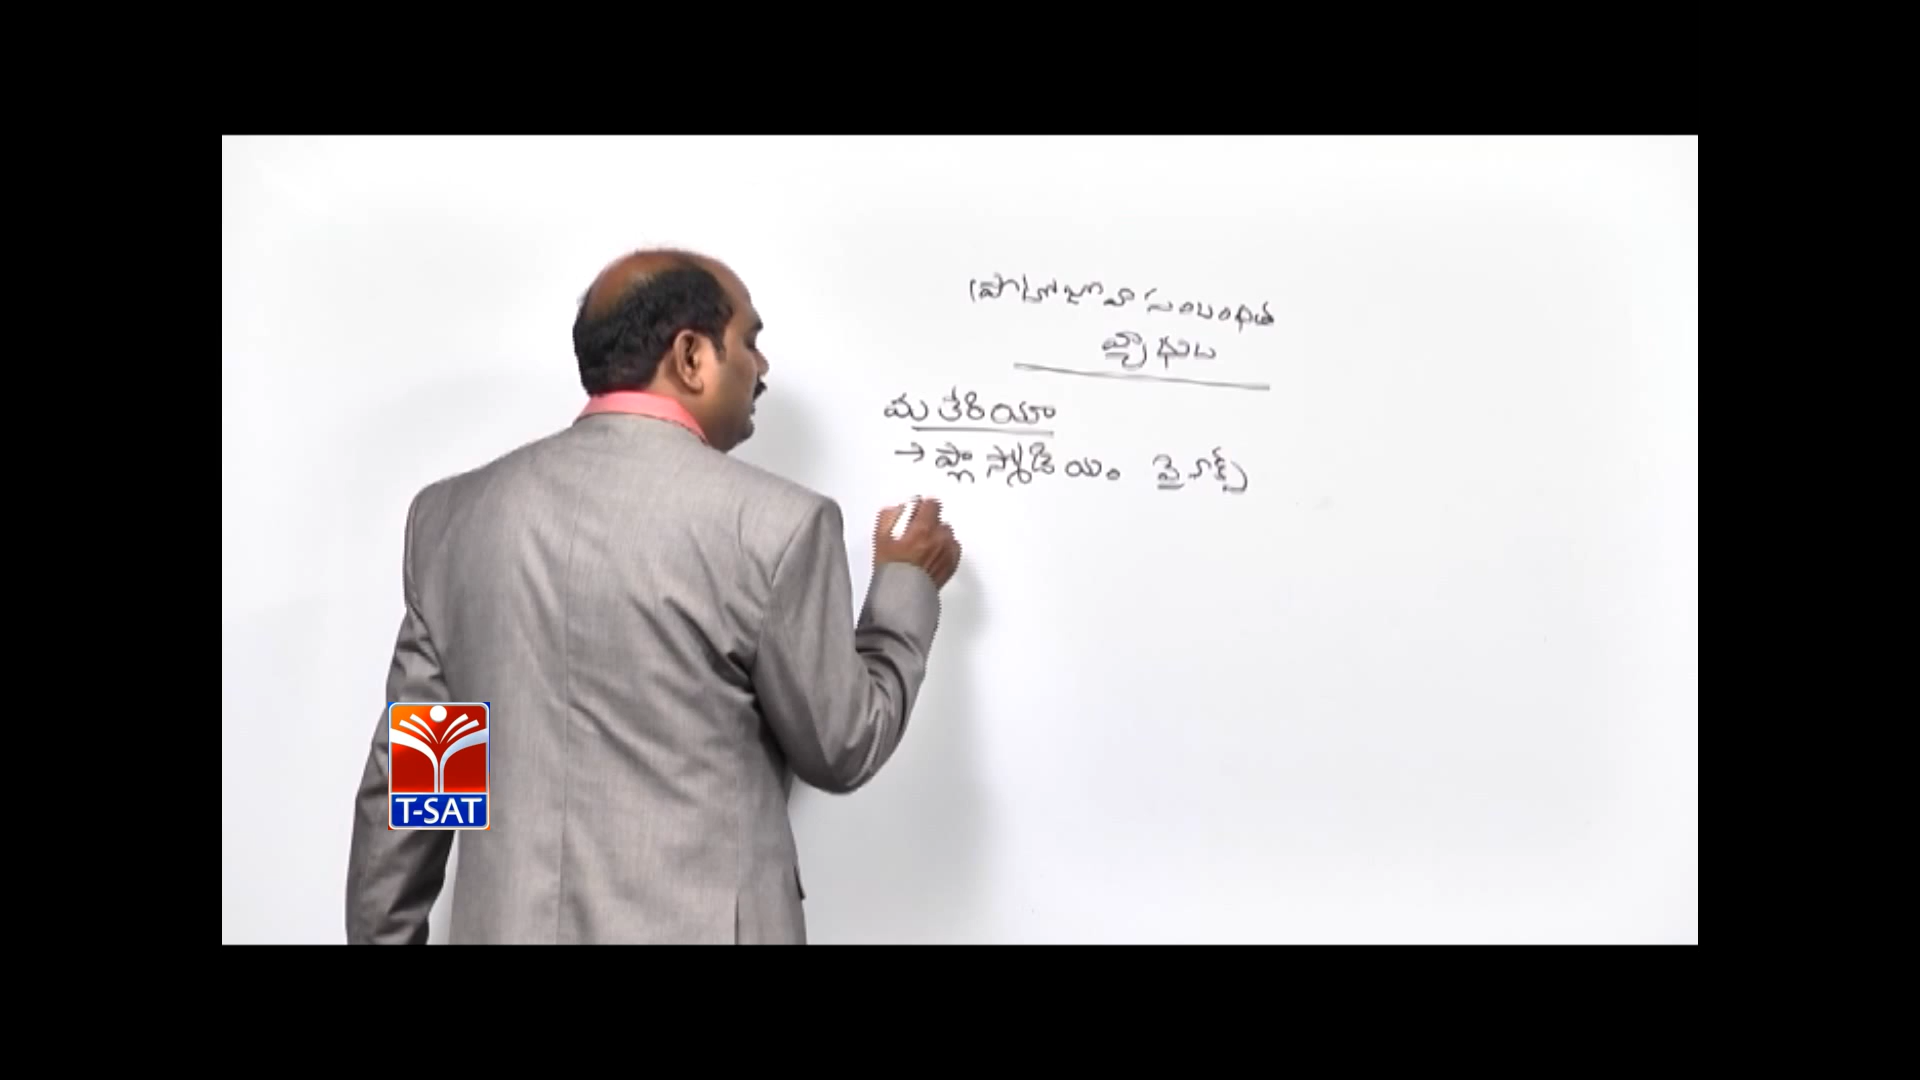 ప్రొటోజోవా సంబంధిత
వ్యాధులు
మలేరియా
→ ప్లాస్మోడియం వైవాక్స్
T-SAT